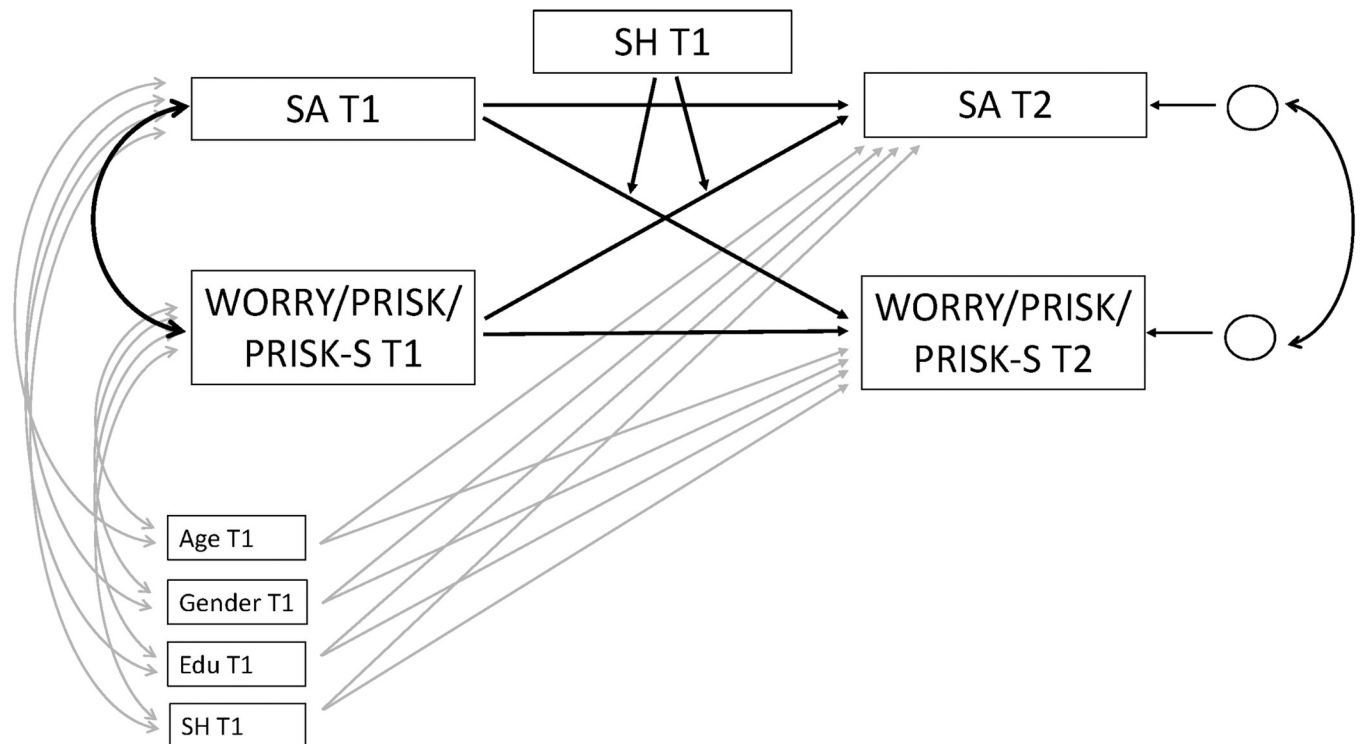 SH T1
SA T1
SA T2
WORRY/PRISK/
PRISK-S T1
WORRY/PRISK/
PRISK-S T2
Age T1
Gender T1
Edu T1
SH T1